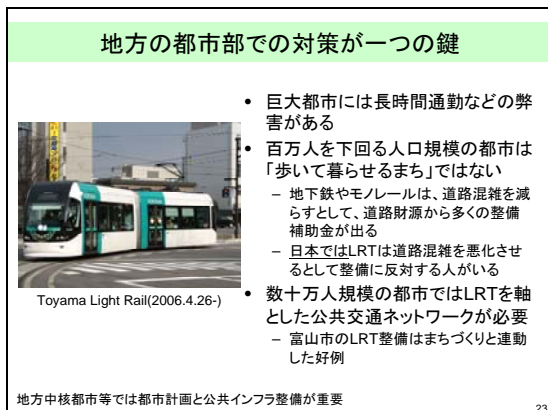 地方の都市部での対策が一つの鍵
• 巨大都市には長時間通勤などの弊
害がある
• 百万人を下回る人口規模の都市は
「歩いて暮らせるまち」ではない
– 地下鉄やモノレールは、道路混雑を減
らすとして、道路財源から多くの整備
補助金が出る
– 日本ではLRTは道路混雑を悪化させ
るとして整備に反対する人がいる
• 数十万人規模の都市ではLRTを軸
とした公共交通ネットワークが必要
– 富山市のLRT整備はまちづくりと連動
した好例
Toyama Light Rail(2006.4.26-)
地方中核都市等では都市計画と公共インフラ整備が重要
23